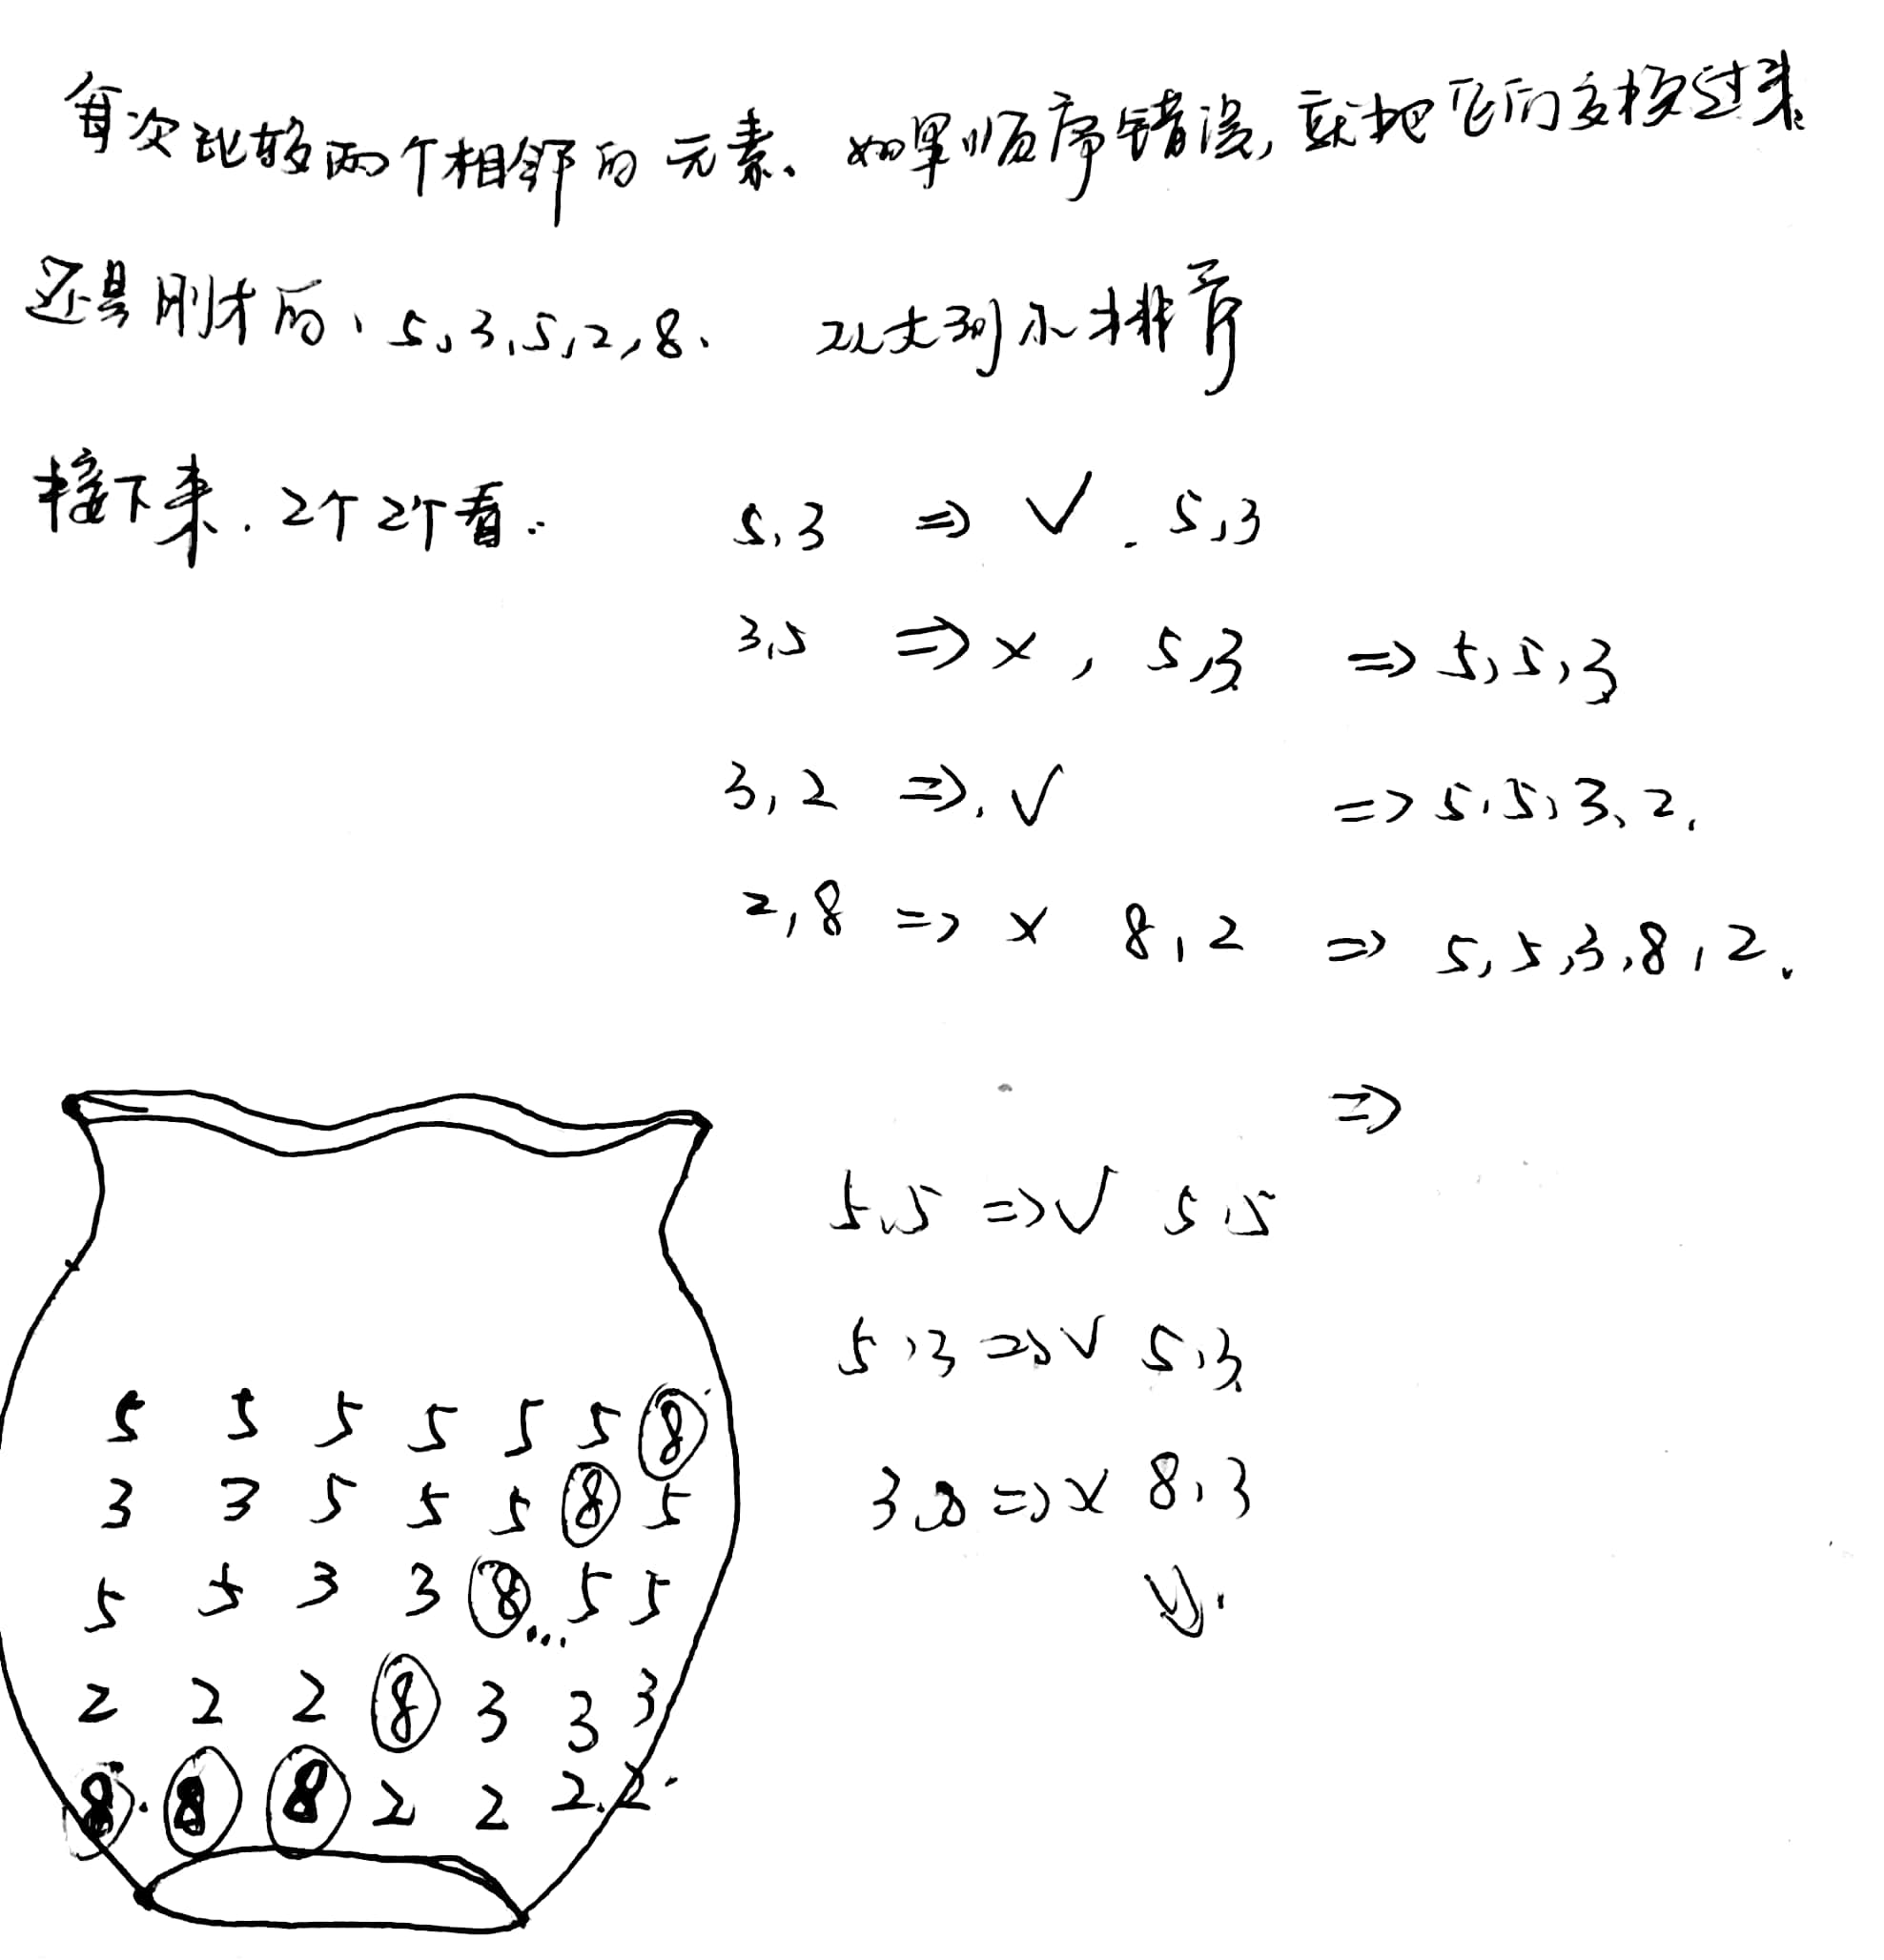 每次比较两个相邻的元素、如果顺序错误,就把它们交换过来
还是刚才的、5,3,5,2,8、 从大到小排序
接下来.2个2个看: 5,3 => √ . 5,3
3,5 => × , 5,3 => 5,5,3
3,2 =>.√ => 5,5,3,2.
2,8 => × 8,2 => 5,5,3,8,2.
=>
5,5 => √ 5,5
5,3 => √ 5,3
3,8 => × 8,3
5 5 5 5 5 5 8
3 3 5 5 5 8 5
5 5 3 3 8... 5 5
2 2 2 8 3 3 3
8. 8 8 2 2 2. 2.